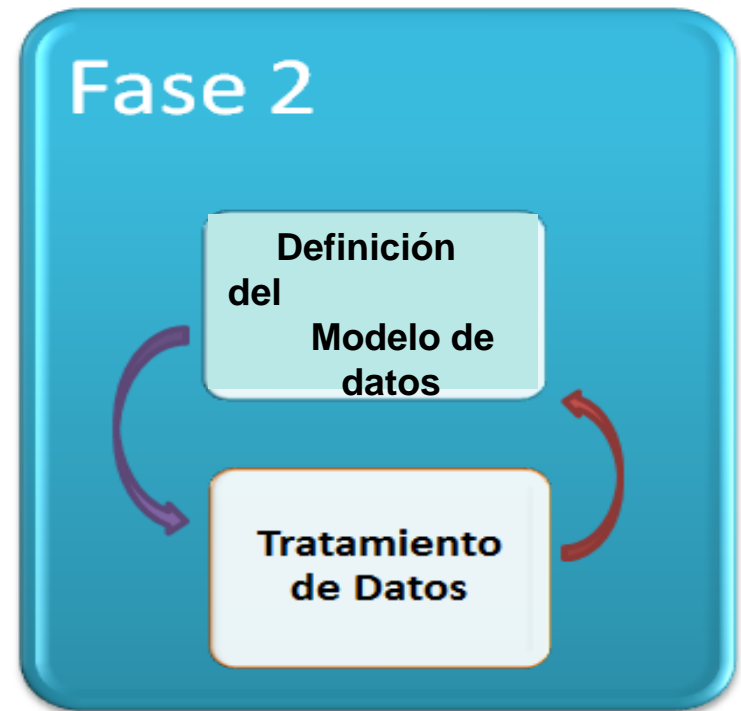 Fase 2
Definición
del
Modelo de
datos
Tratamiento
de Datos